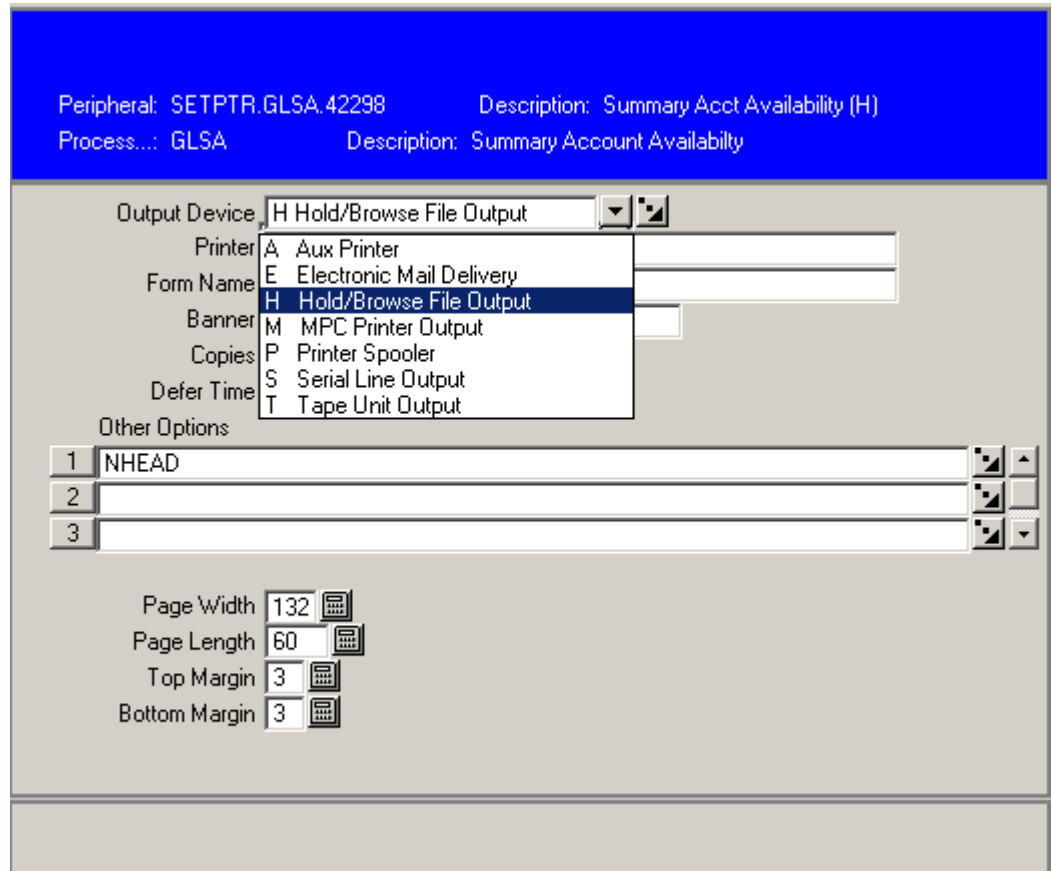 Peripheral: SETPTR.GLSA.42298 Description: Summary Acct Availability (H)
Process...: GLSA Description: Summary Account Availabilty
Output Device H Hold/Browse File Output
Printer
A Aux Printer
E Electronic Mail Delivery
Form Name
H Hold/Browse File Output
Banner
M MPC Printer Output
Copies
P Printer Spooler
S Serial Line Output
Defer Time
T Tape Unit Output
Other Options
1 NHEAD
2
3
Page Width 132
Page Length 60
Top Margin 3
Bottom Margin 3